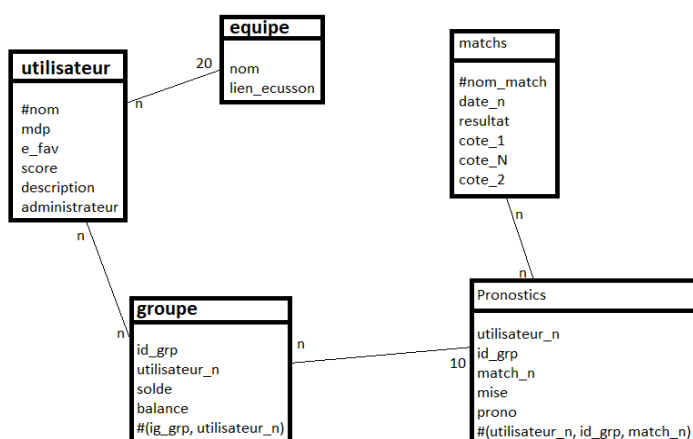 equipe
nom
lien_ecusson
20
n
utilisateur
#nom
mdp
e_fav
score
description
administrateur
n
matchs
#nom_match
date_n
resultat
cote_1
cote_N
cote_2
n
n
n
groupe
id_grp
utilisateur_n
solde
balance
#(ig_grp, utilisateur_n)
n
10
Pronostics
utilisateur_n
id_grp
match_n
mise
prono
#(utilisateur_n, id_grp, match_n)